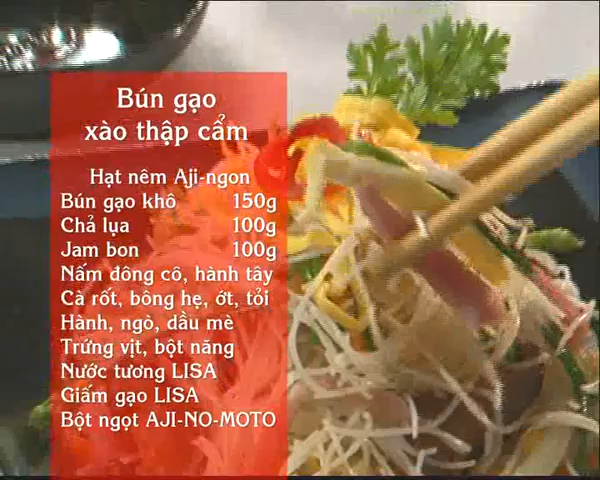 Bún gạo
xào thập cẩm
Hạt nêm Aji-ngon
Bún gạo khô 150g
Chả lụa 100g
Jam bon 100g
Nấm đông cô, hành tây
Cà rốt, bông hẹ, ớt, tỏi
Hành, ngò, dầu mè
Trứng vịt, bột năng
Nước tương LISA
Giấm gạo LISA
Bột ngọt AJI-NO-MOTO